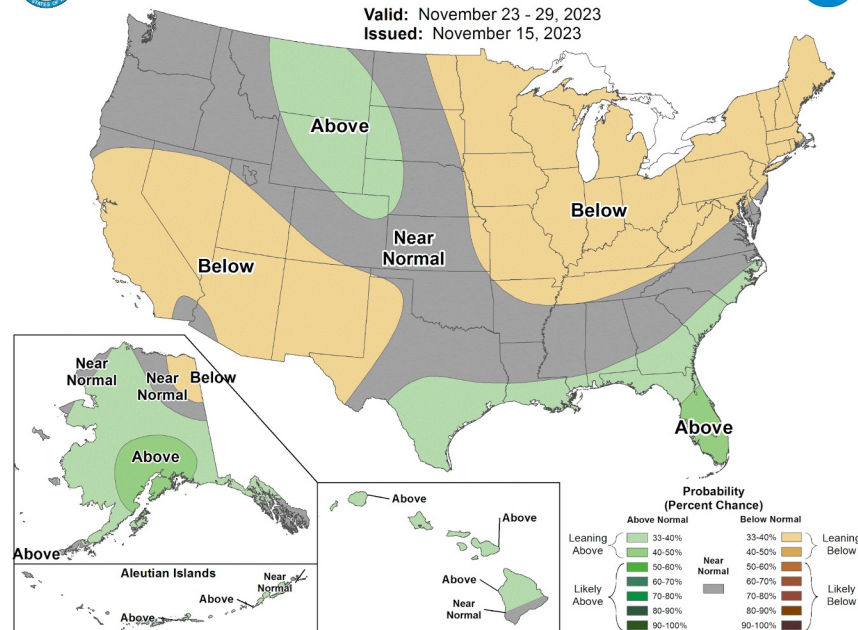 STATES OF
Valid: November 23 - 29, 2023
Issued: November 15, 2023
Above
Below
Near
Normal
Below
Near
Normal
Near
Normal
Below
Above
Above
Above
Above
Above
Above
Near
Normal
Aleutian Islands
Near
Normal
Above
Above
Probability
(Percent Chance)
Above Normal Below Normal
Leaning
Above
33-40%
40-50%
Likely
Above
50-60%
60-70%
70-80%
80-90%
90-100%
Near
Normal
33-40%
40-50%
Leaning
Below
50-60%
60-70%
70-80%
80-90%
90-100%
Likely
Below